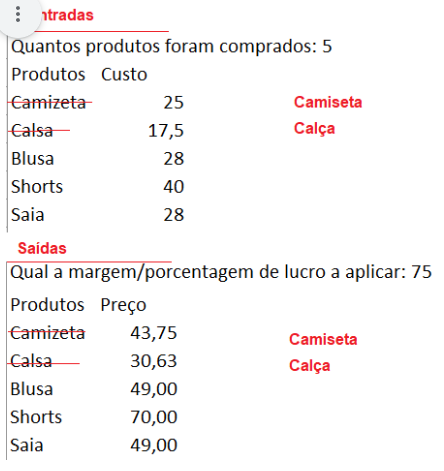 ntradas
Quantos produtos foram comprados: 5
Produtos Custo
Camizeta 25 Camiseta
Calsa 17,5 Calça
Blusa 28
Shorts 40
Saia 28
Saídas
Qual a margem/porcentagem de lucro a aplicar: 75
Produtos Preço
Camizeta 43,75 Camiseta
Calsa 30,63 Calça
Blusa 49,00
Shorts 70,00
Saia 49,00